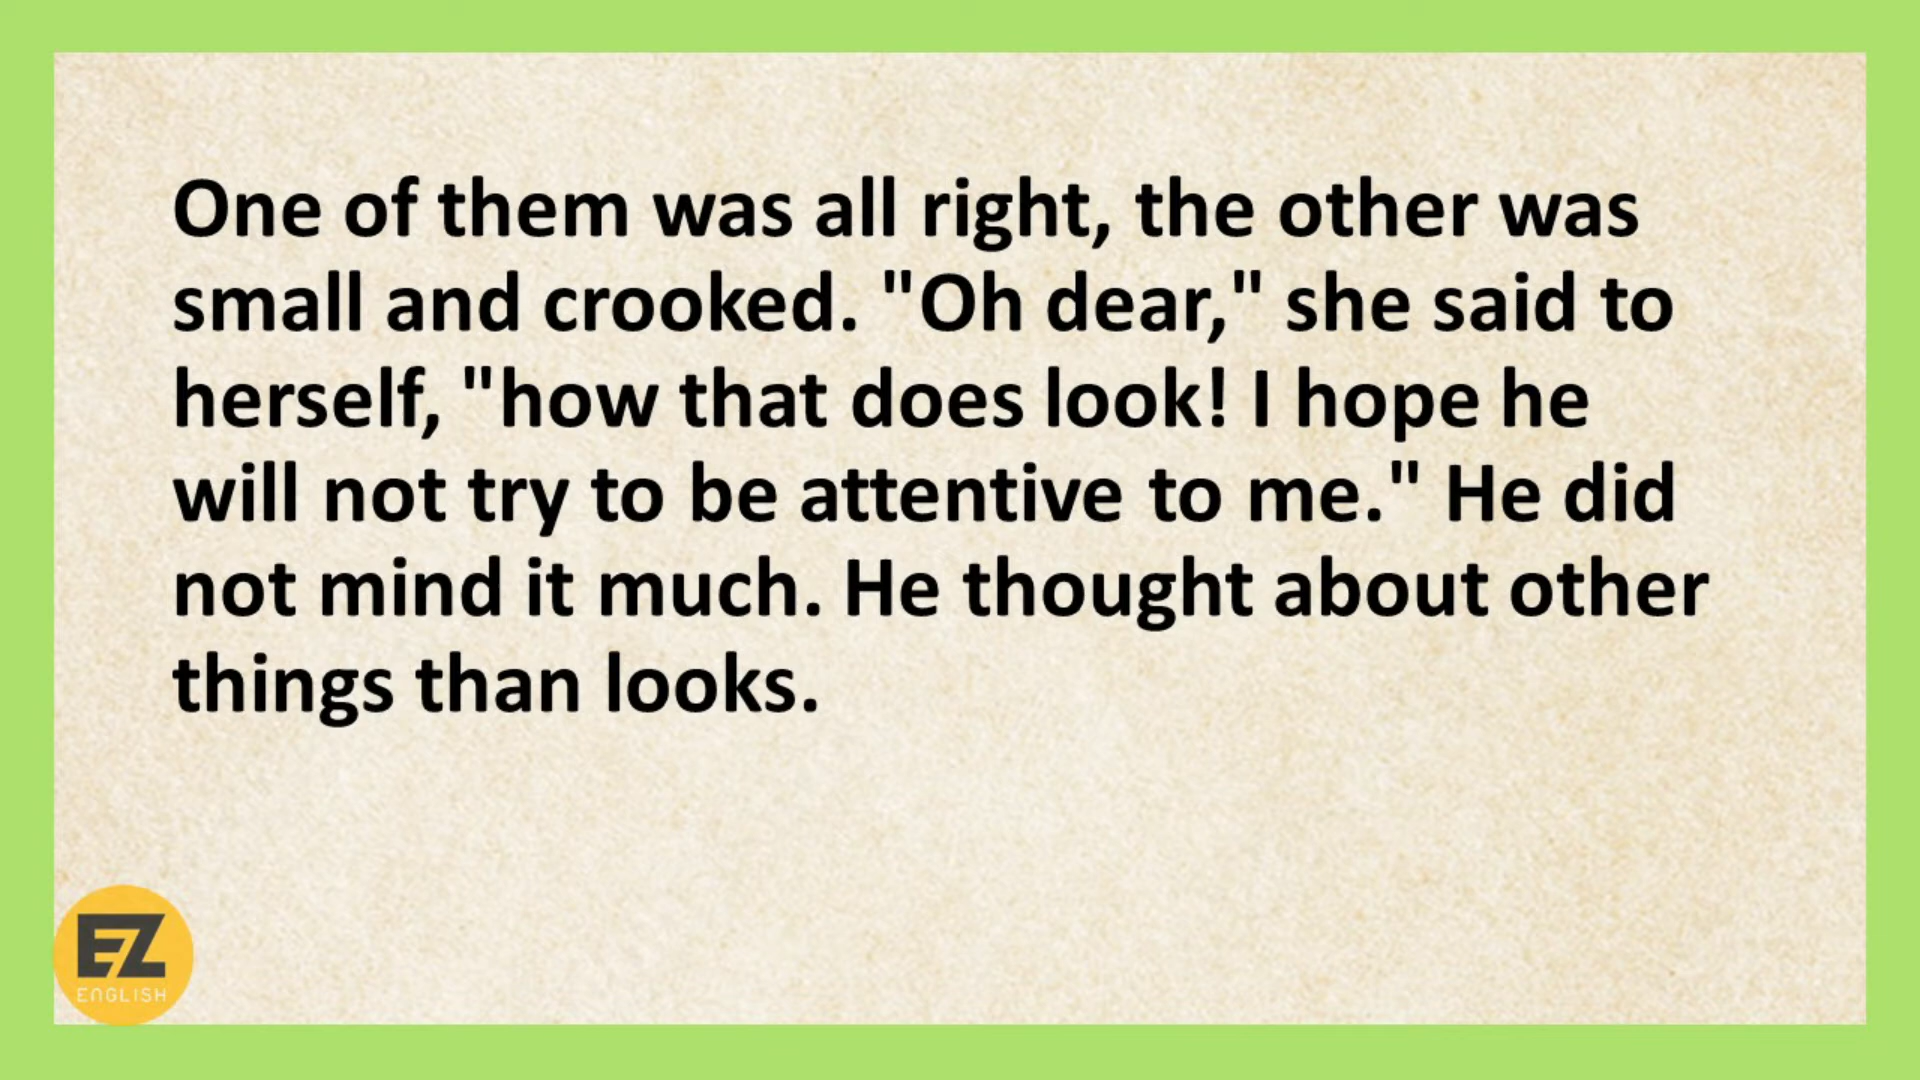 One of them was all right, the other was
small and crooked. "Oh dear," she said to
herself, "how that does look! I hope he
will not try to be attentive to me." He did
not mind it much. He thought about other
things than looks.
EZ
ENGLISH